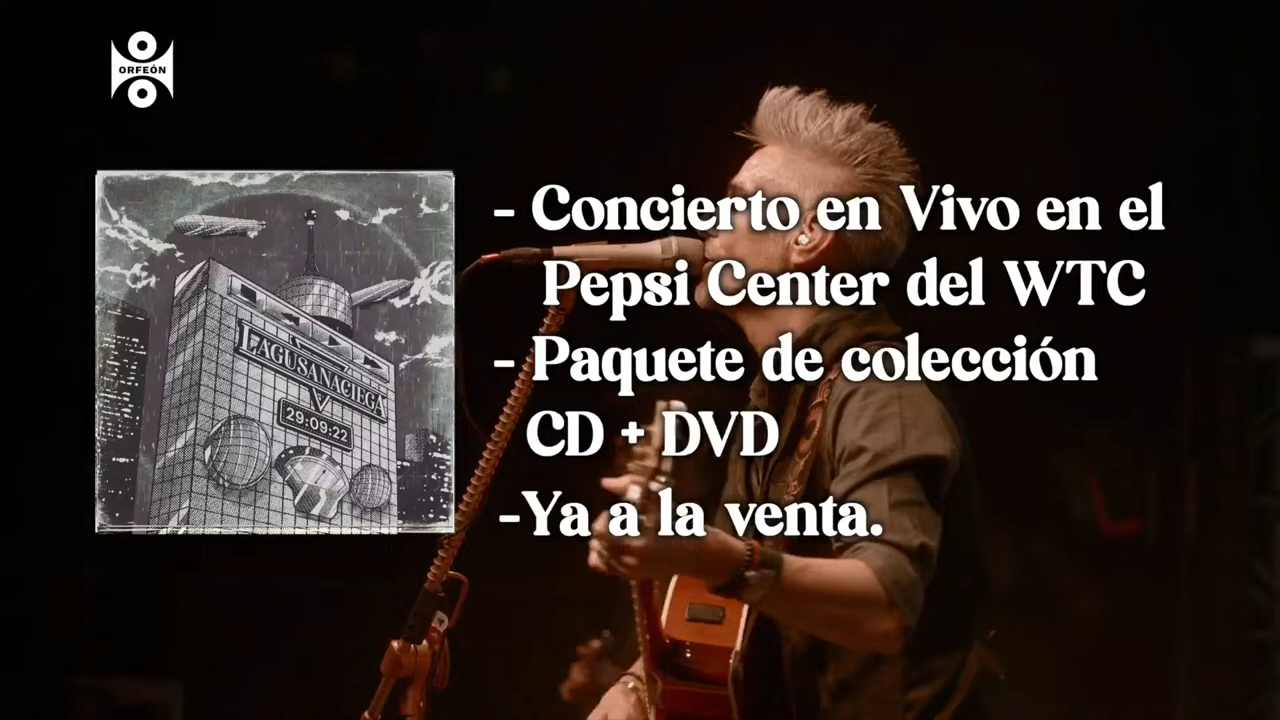 ORFEÓN
LAGUSANACIEGA
29:09:22
- Concierto en Vivo en el
Pepsi Center del WTC
- Paquete de colección
CD + DVD
-Ya a la venta.